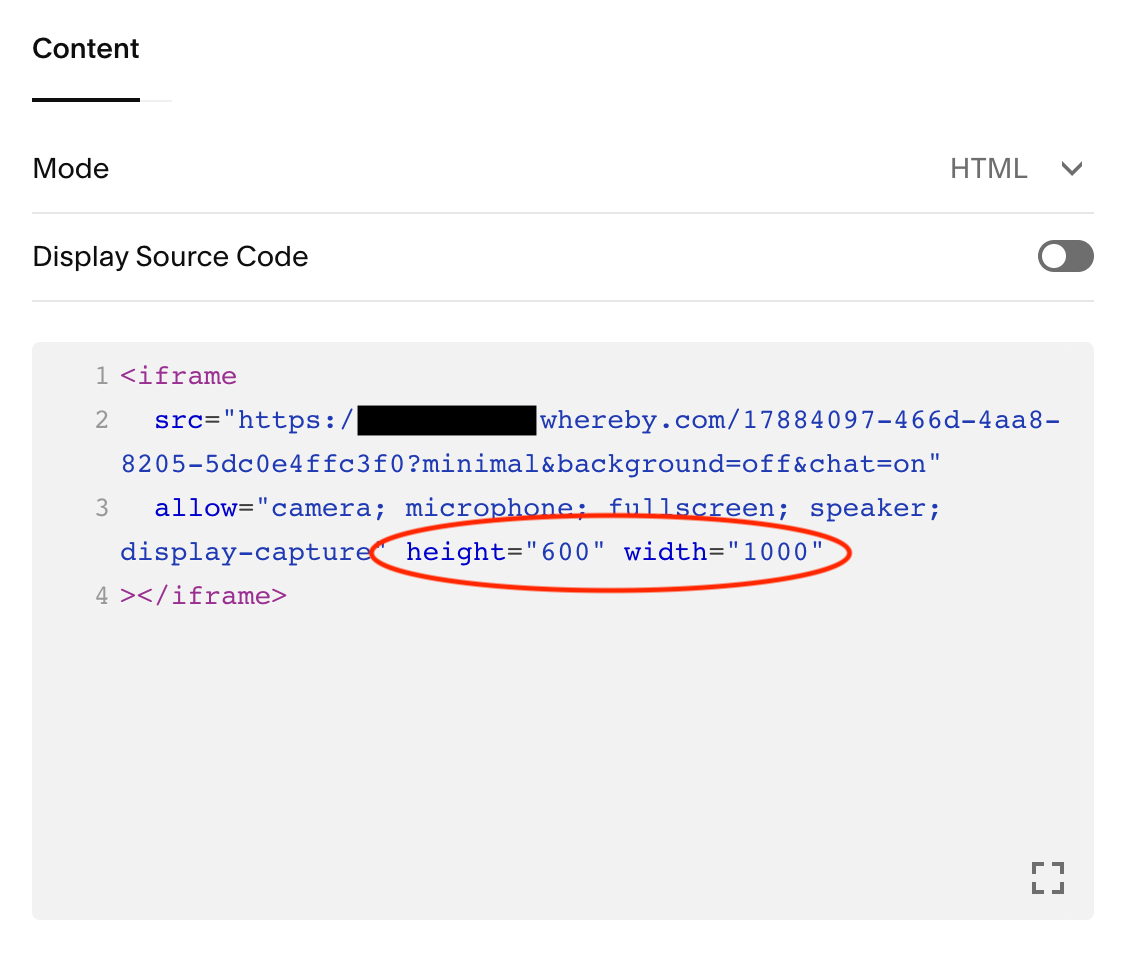 Content
Mode HTML
Display Source Code
1 <iframe
2 src="https:/ whereby.com/17884097-466d-4aa8-
8205-5dc0e4ffc3f0?minimal&background=off&chat=on"
3 allow="camera; microphone; fullscreen; speaker;
display-capture" height="600" width="1000"
4 ></iframe>